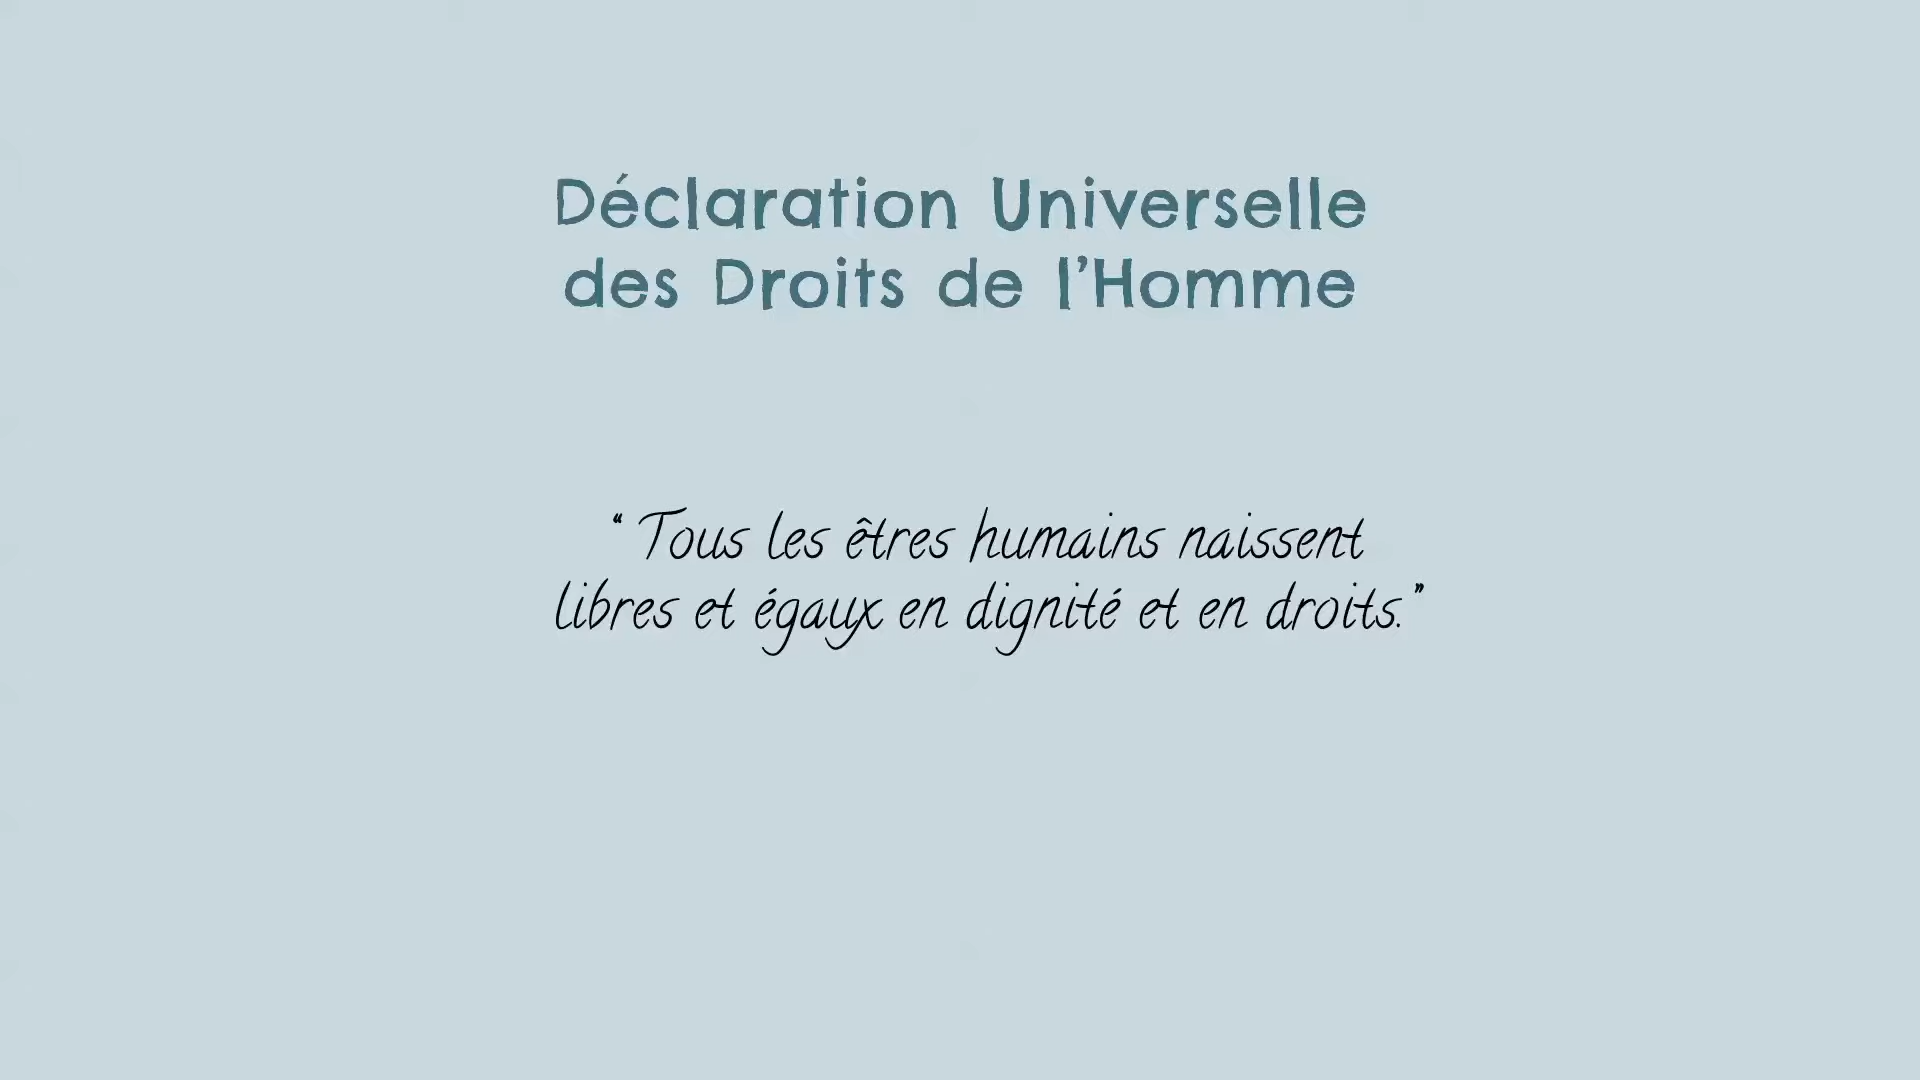 Déclaration Universelle
des Droits de l’Homme
“ Tous les êtres humains naissent
libres et égaux en dignité et en droits.”